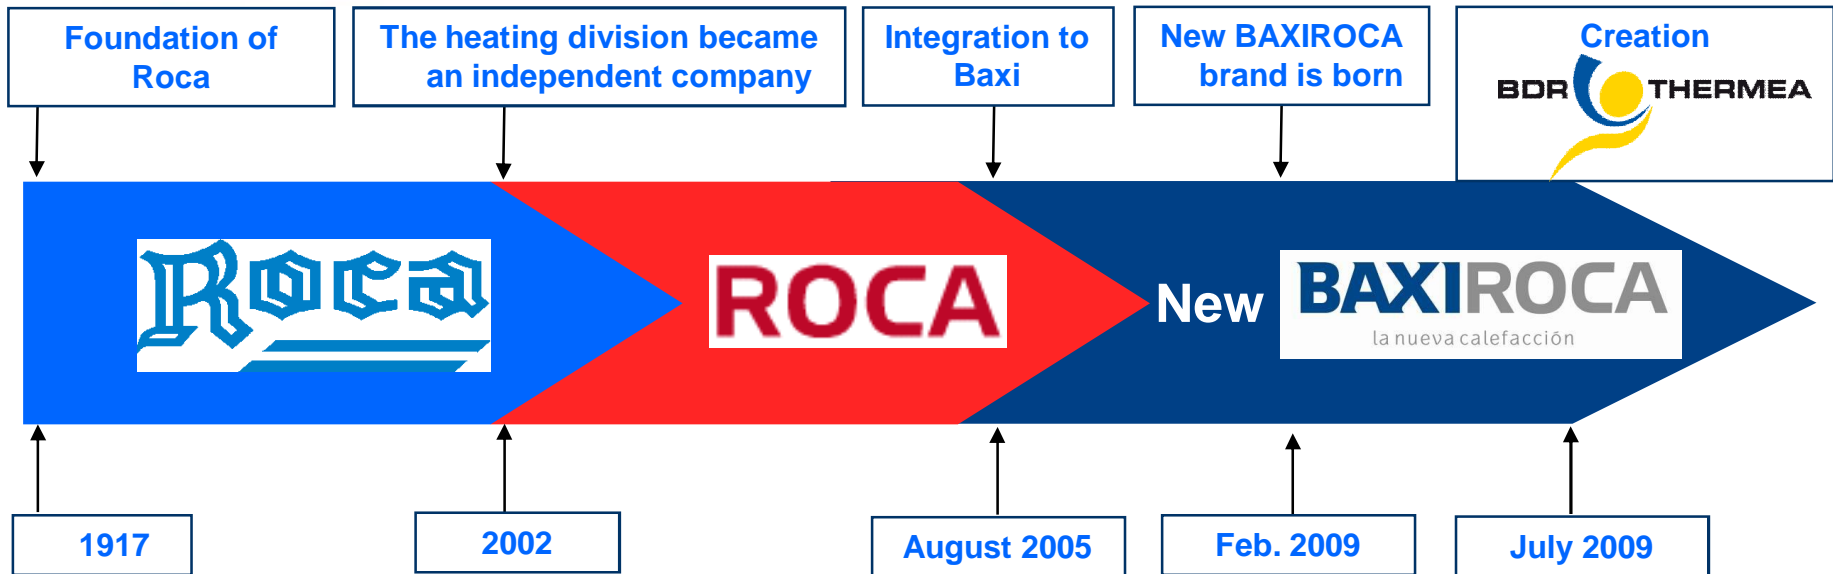 Foundation of
Roca
The heating division became
an independent company
Integration to
Baxi
New BAXIROCA
brand is born
Creation
BDR THERMEA
Roca
ROCA
New
BAXIROCA
la nueva calefacción
1917
2002
August 2005
Feb. 2009
July 2009